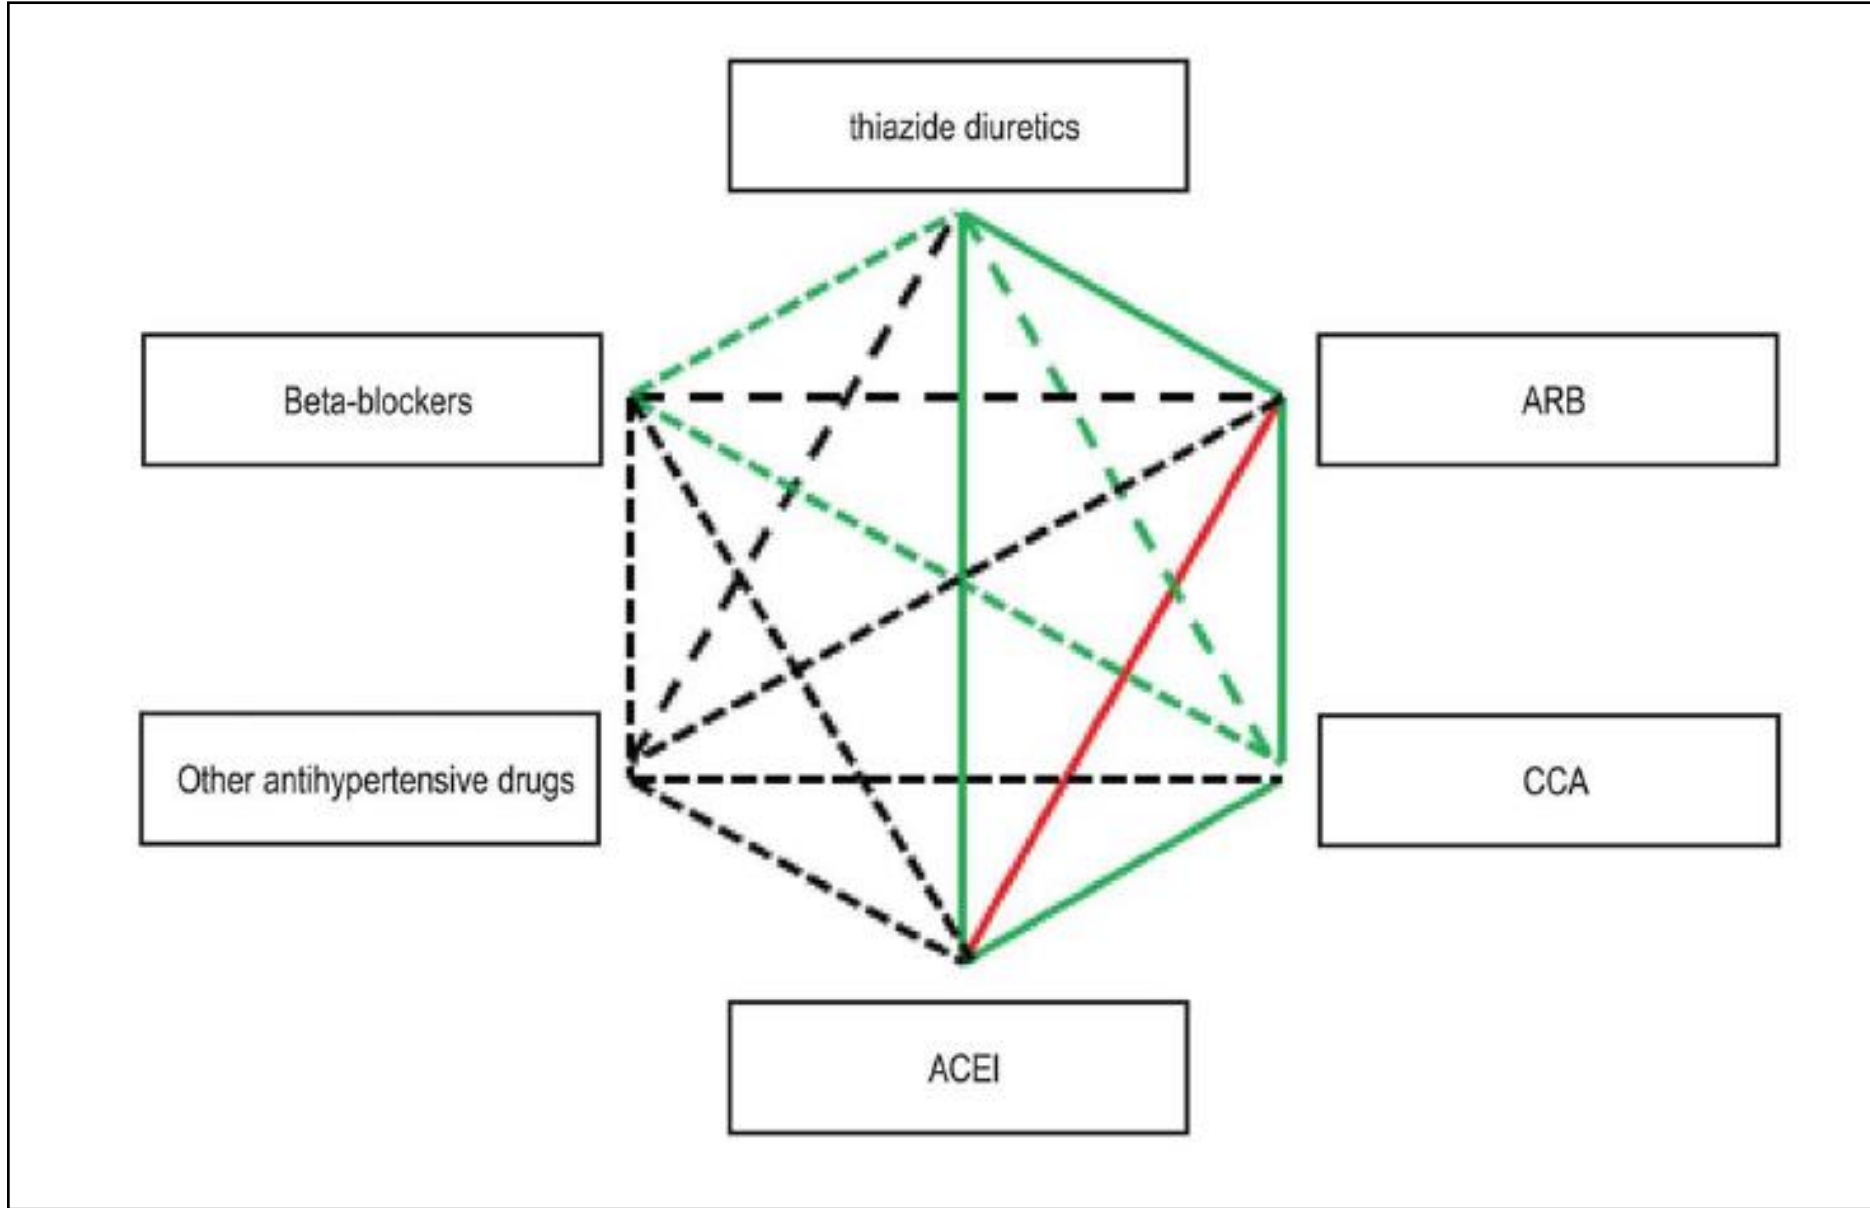 thiazide diuretics
Beta-blockers
ARB
Other antihypertensive drugs
CCA
ACEI